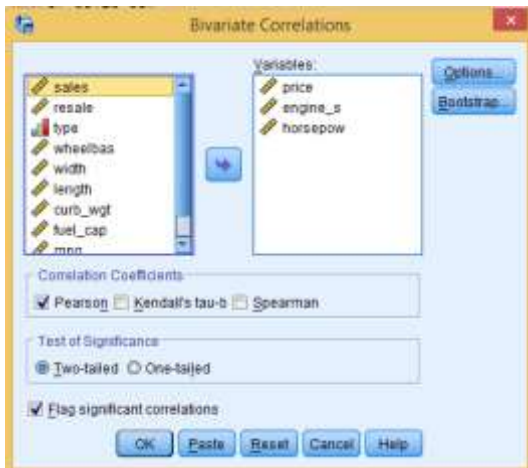 Bivariate Correlations
Variables:
sales
resale
type
wheelbas
width
length
curb_wgt
fuel_cap
mpg
price
engine_s
horsepow
Options...
Bootstrap...
Correlation Coefficients
Pearson Kendall's tau-b Spearman
Test of Significance
Two-tailed One-tailed
Flag significant correlations
OK Paste Reset Cancel Help